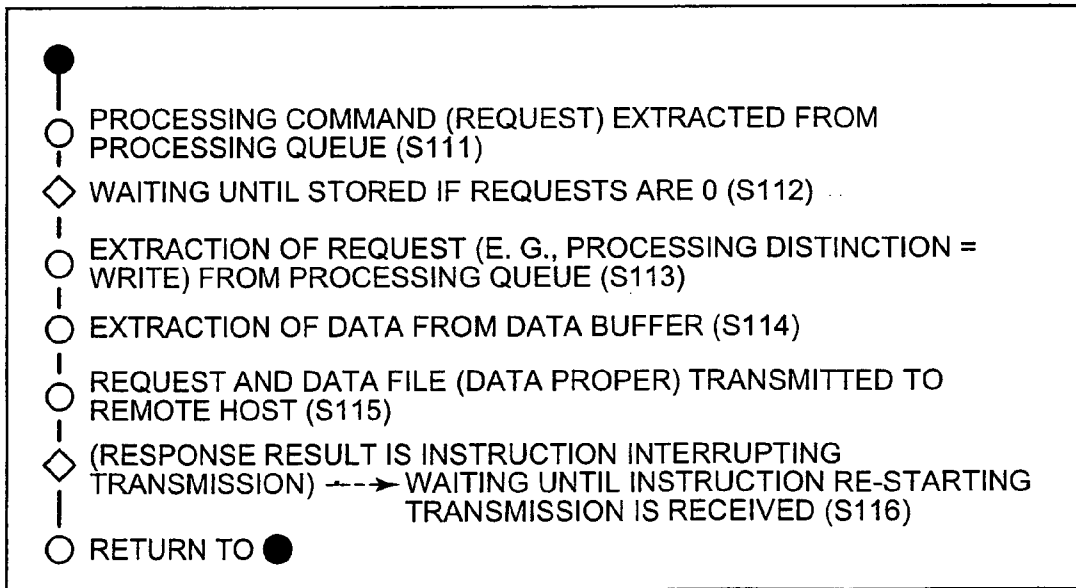 PROCESSING COMMAND (REQUEST) EXTRACTED FROM
PROCESSING QUEUE (S111)
WAITING UNTIL STORED IF REQUESTS ARE 0 (S112)
EXTRACTION OF REQUEST (E. G., PROCESSING DISTINCTION =
WRITE) FROM PROCESSING QUEUE (S113)
EXTRACTION OF DATA FROM DATA BUFFER (S114)
REQUEST AND DATA FILE (DATA PROPER) TRANSMITTED TO
REMOTE HOST (S115)
(RESPONSE RESULT IS INSTRUCTION INTERRUPTING
TRANSMISSION) WAITING UNTIL INSTRUCTION RE-STARTING
TRANSMISSION IS RECEIVED (S116)
RETURN TO